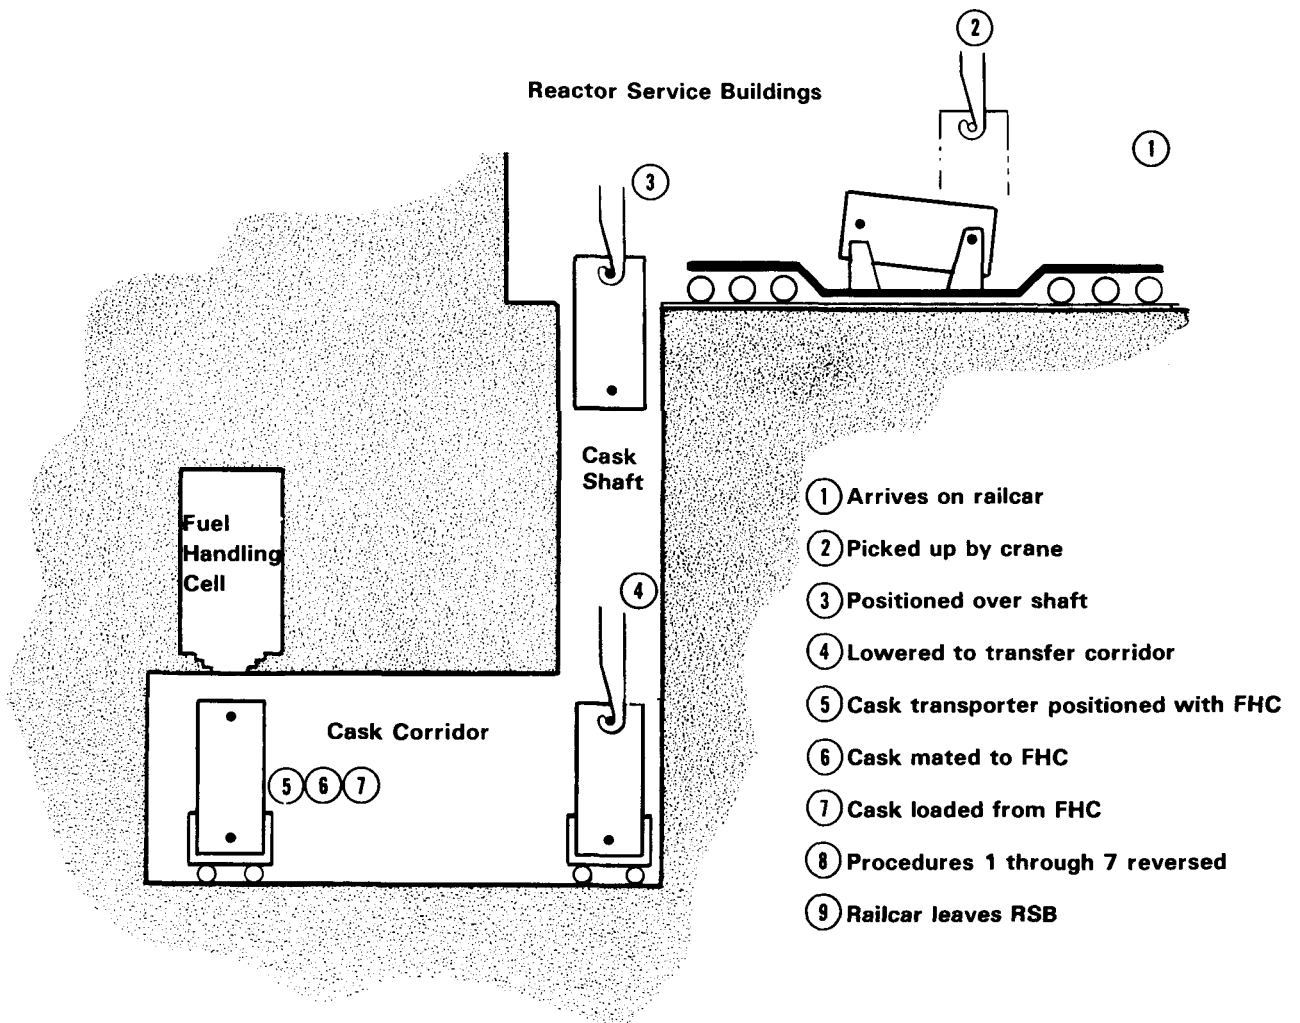 ②
Reactor Service Buildings
①
③
Cask
Shaft
Fuel
Handling
Cell
④
Cask Corridor
⑤⑥⑦
① Arrives on railcar
② Picked up by crane
③ Positioned over shaft
④ Lowered to transfer corridor
⑤ Cask transporter positioned with FHC
⑥ Cask mated to FHC
⑦ Cask loaded from FHC
⑧ Procedures 1 through 7 reversed
⑨ Railcar leaves RSB